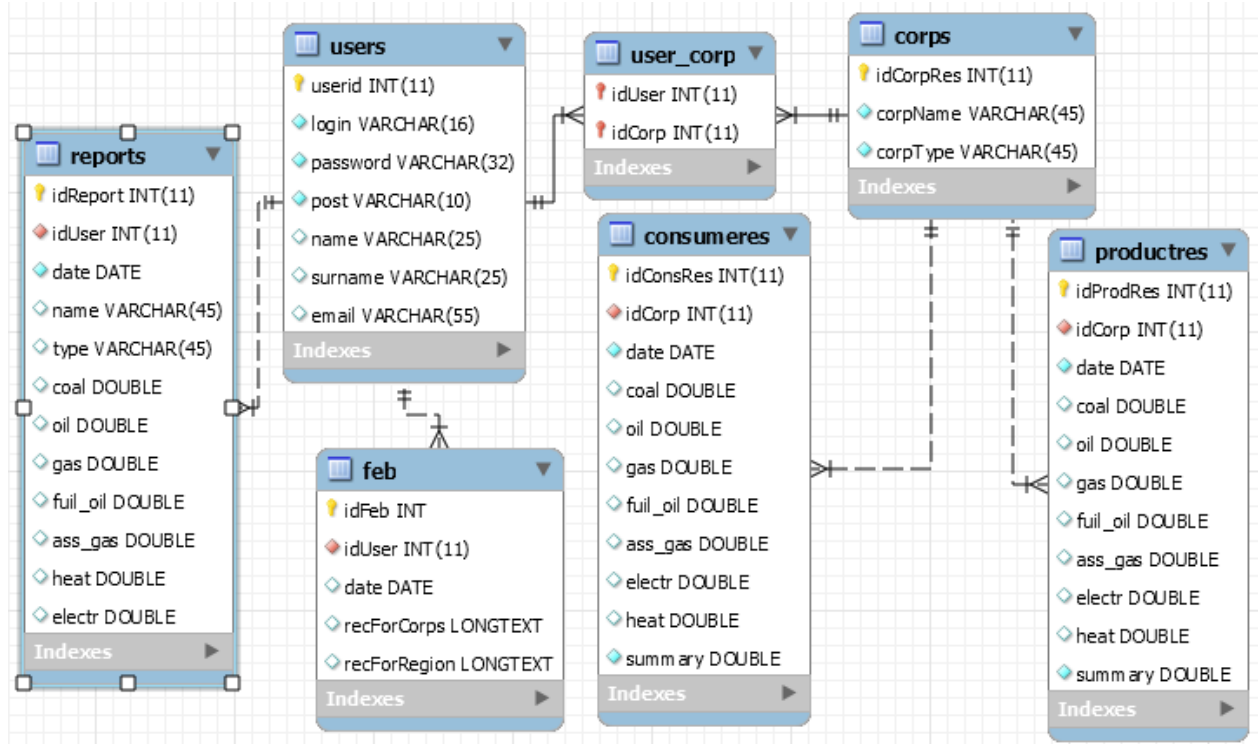 users
userid INT(11)
login VARCHAR(16)
password VARCHAR(32)
post VARCHAR(10)
name VARCHAR(25)
surname VARCHAR(25)
email VARCHAR(55)
Indexes
user_corp
idUser INT(11)
idCorp INT(11)
Indexes
corps
idCorpRes INT(11)
corpName VARCHAR(45)
corpType VARCHAR(45)
Indexes
reports
idReport INT(11)
idUser INT(11)
date DATE
name VARCHAR(45)
type VARCHAR(45)
coal DOUBLE
oil DOUBLE
gas DOUBLE
fuil_oil DOUBLE
ass_gas DOUBLE
heat DOUBLE
electr DOUBLE
Indexes
feb
idFeb INT
idUser INT(11)
date DATE
recForCorps LONGTEXT
recForRegion LONGTEXT
Indexes
consumeres
idConsRes INT(11)
idCorp INT(11)
date DATE
coal DOUBLE
oil DOUBLE
gas DOUBLE
fuil_oil DOUBLE
ass_gas DOUBLE
electr DOUBLE
heat DOUBLE
summary DOUBLE
Indexes
productres
idProdRes INT(11)
idCorp INT(11)
date DATE
coal DOUBLE
oil DOUBLE
gas DOUBLE
fuil_oil DOUBLE
ass_gas DOUBLE
electr DOUBLE
heat DOUBLE
summary DOUBLE
Indexes